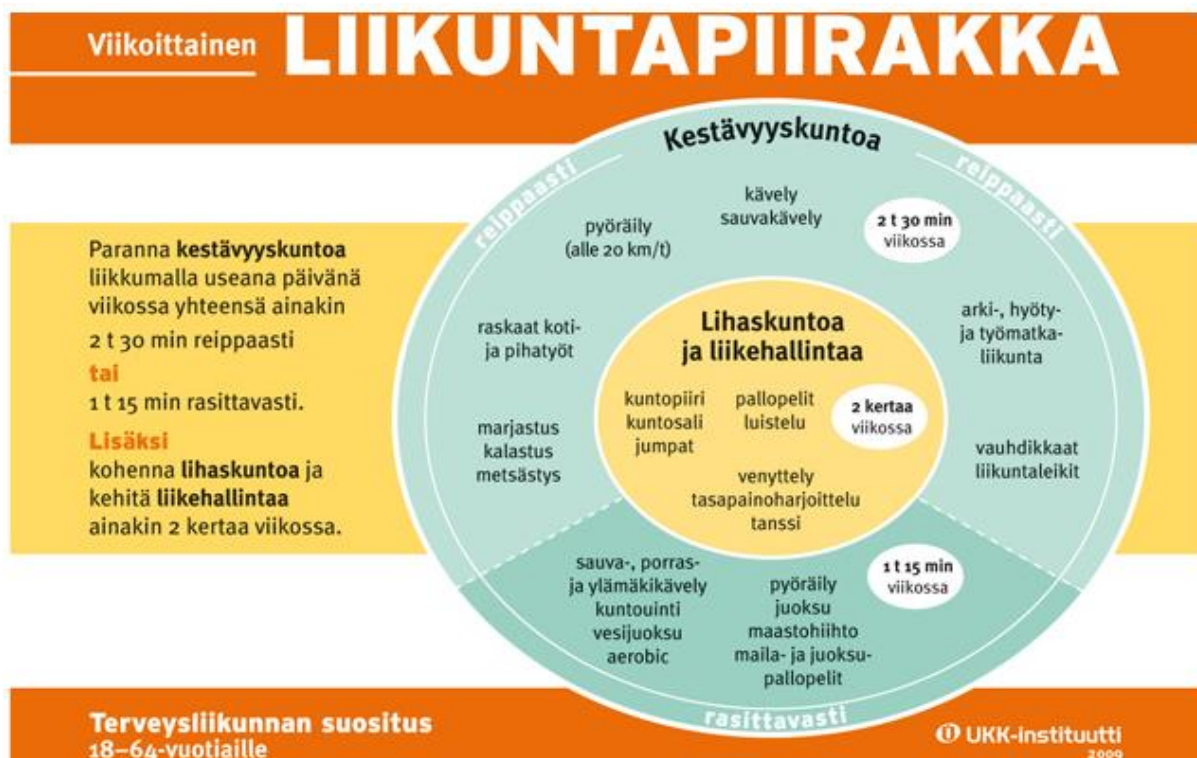 Viikoittainen LIIKUNTAPIIRAKKA
Paranna kestävyyskuntoa
liikkumalla useana päivänä
viikossa yhteensä ainakin
2 t 30 min reippaasti
tai
1 t 15 min rasittavasti.
Lisäksi
kohenna lihaskuntoa ja
kehitä liikehallintaa
ainakin 2 kertaa viikossa.
Kestävyyskuntoa
reippaasti
reippaasti
kävely
sauvakävely
2 t 30 min
viikossa
pyöräily
(alle 20 km/t)
raskaat koti-
ja pihatyöt
arki-, hyöty-
ja työmatka-
liikunta
marjastus
kalastus
metsästys
vauhdikkaat
liikuntaleikit
Lihaskuntoa
ja liikehallintaa
kuntopiiri
kuntosali
jumpat
pallopelit
luistelu
2 kertaa
viikossa
venyttely
tasapainoharjoittelu
tanssi
sauva-, porras-
ja ylämäkikävely
kuntouinti
vesijuoksu
aerobic
pyöräily
juoksu
maastohiihto
maila- ja juoksu-
pallopelit
1 t 15 min
viikossa
rasittavasti
Terveysliikunnan suositus
18–64-vuotiaille
UKK-instituutti
2009